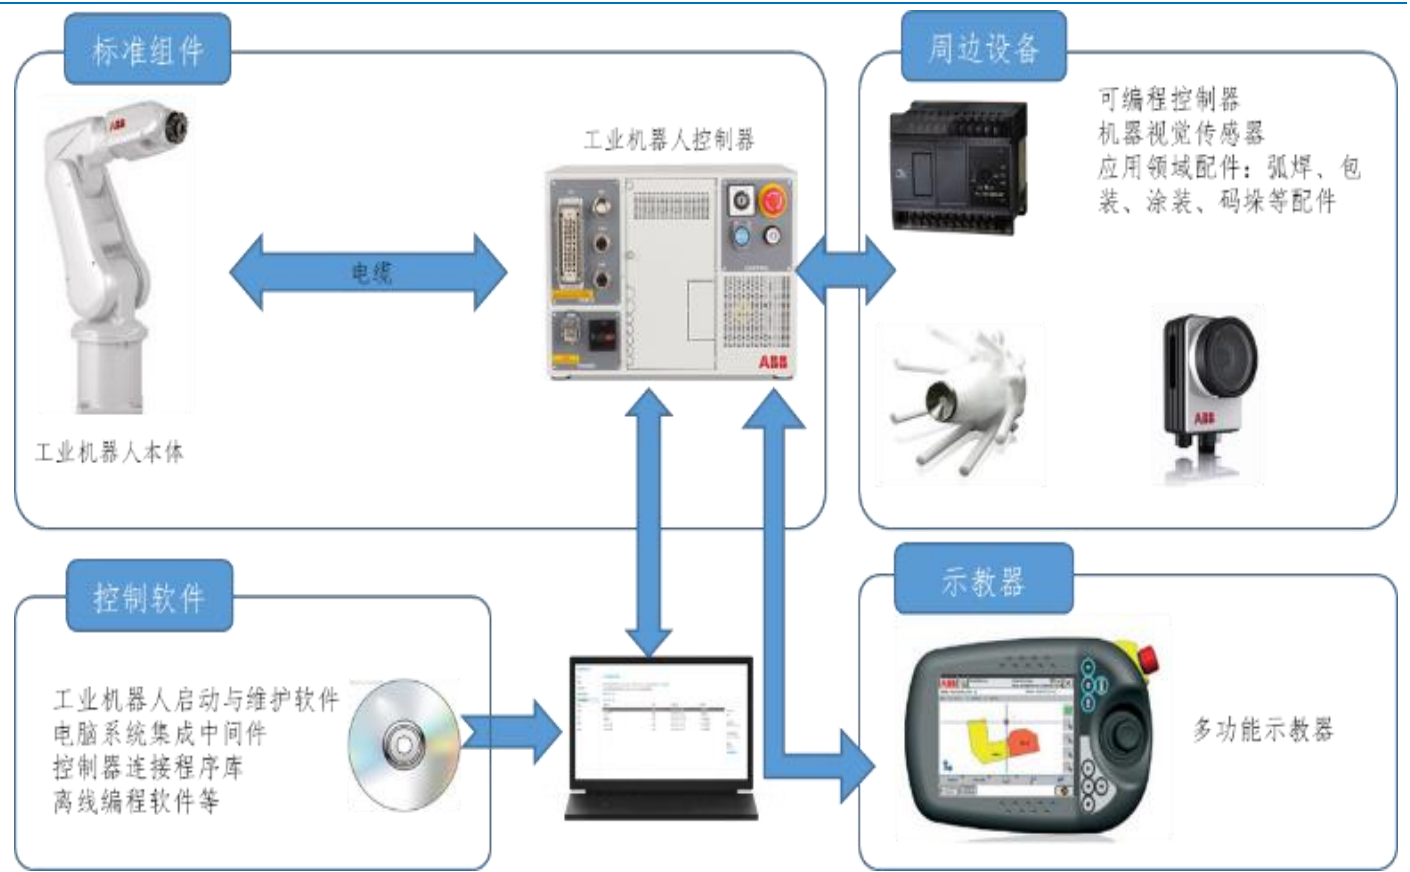 标准组件
ABB
工业机器人本体
电缆
工业机器人控制器
ABB
周边设备
可编程控制器
机器视觉传感器
应用领域配件：弧焊、包
装、涂装、码垛等配件
ABB
控制软件
工业机器人启动与维护软件
电脑系统集成中间件
控制器连接程序库
离线编程软件等
示教器
ABB
多功能示教器